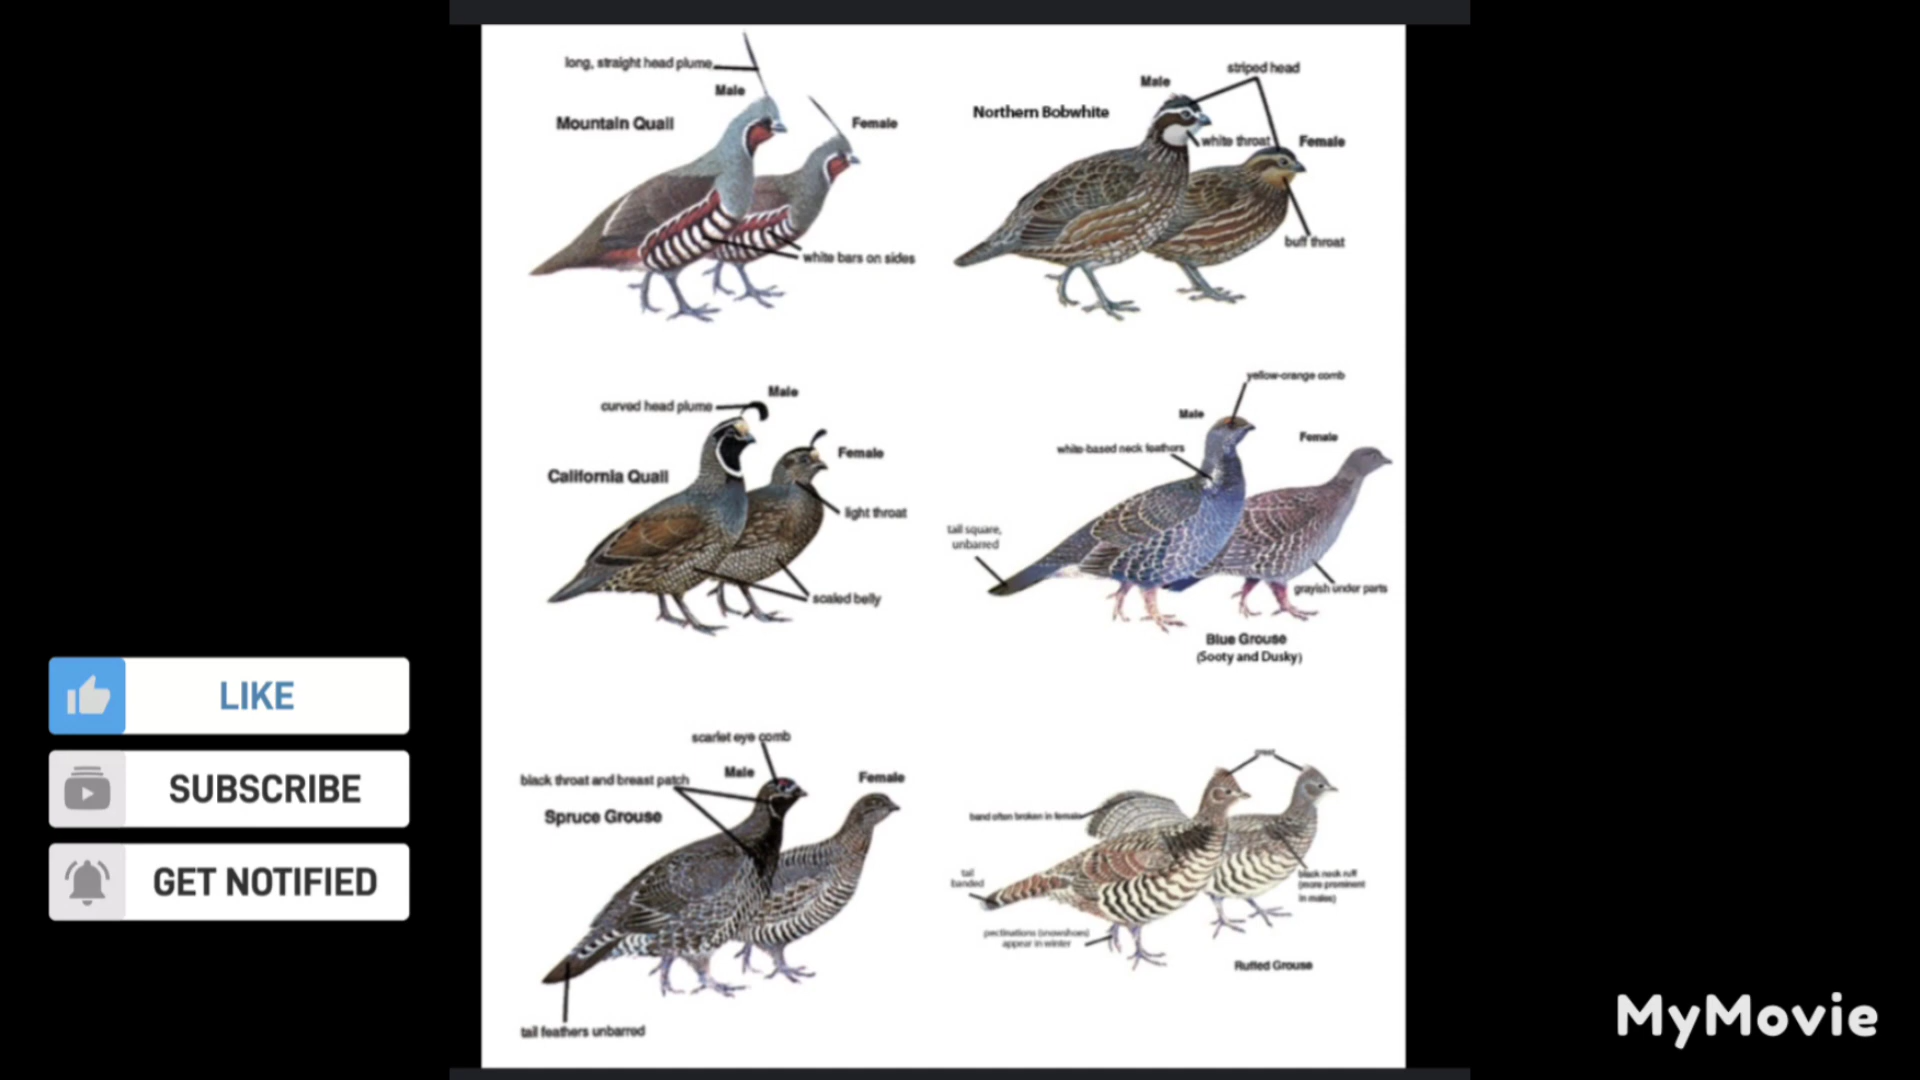 long, straight head plume
Male
Mountain Quail
Female
white bars on sides
striped head
Male
Northern Bobwhite
white throat
Female
buff throat
Male
curved head plume
Female
California Quail
light throat
scaled belly
yellow-orange comb
Male
Female
white-based neck feathers
tail square,
unbarred
grayish under parts
Blue Grouse
(Sooty and Dusky)
scarlet eye comb
Male
Female
black throat and breast patch
Spruce Grouse
tail feathers unbarred
crest
band often broken in female
tail
banded
black neck ruff
(more prominent
in males)
pectinations (snowshoes)
appear in winter
Ruffed Grouse
LIKE
SUBSCRIBE
GET NOTIFIED
MyMovie